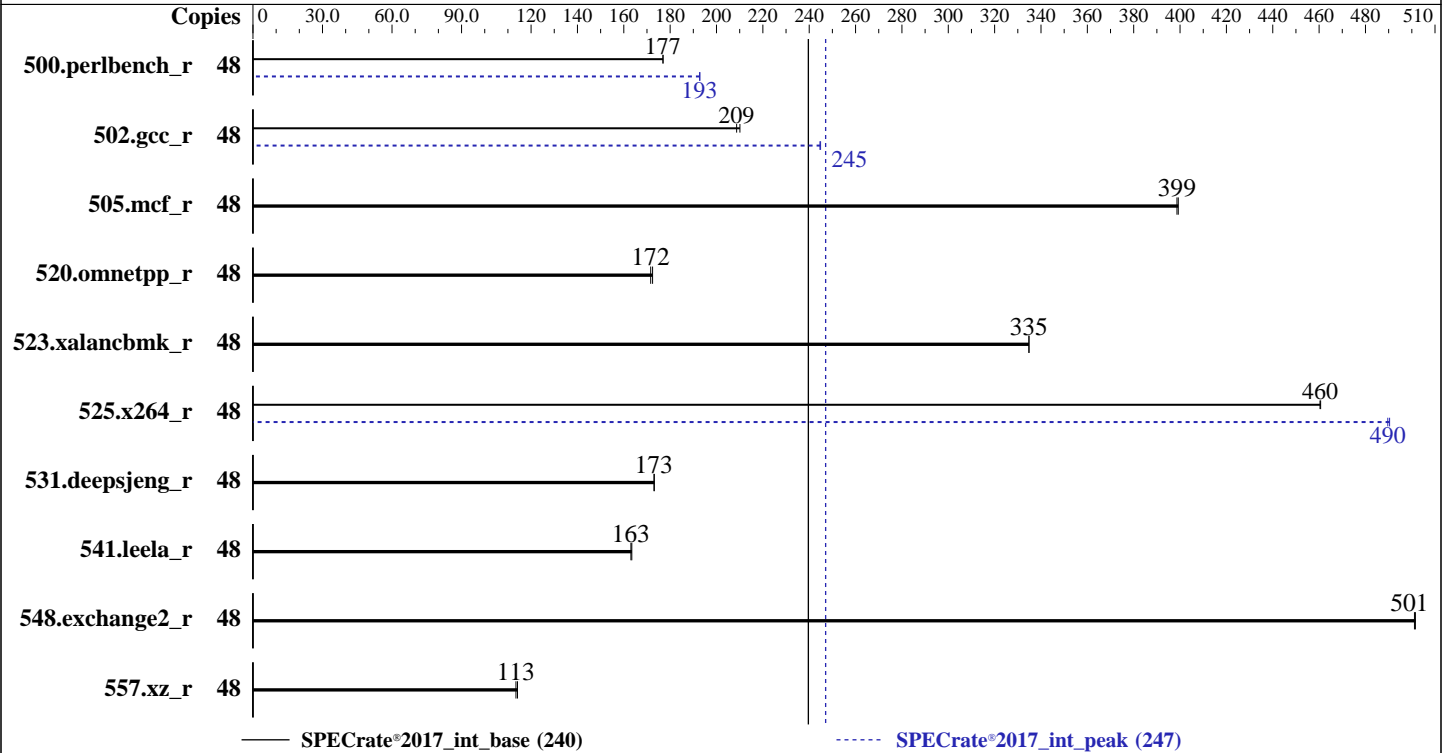 Copies 0 30.0 60.0 90.0 120 140 160 180 200 220 240 260 280 300 320 340 360 380 400 420 440 460 480 510
177
500.perlbench_r 48
193
209
502.gcc_r 48
245
399
505.mcf_r 48
172
520.omnetpp_r 48
335
523.xalancbmk_r 48
460
525.x264_r 48
490
173
531.deepsjeng_r 48
163
541.leela_r 48
501
548.exchange2_r 48
113
557.xz_r 48
SPECrate®2017_int_base (240) SPECrate®2017_int_peak (247)